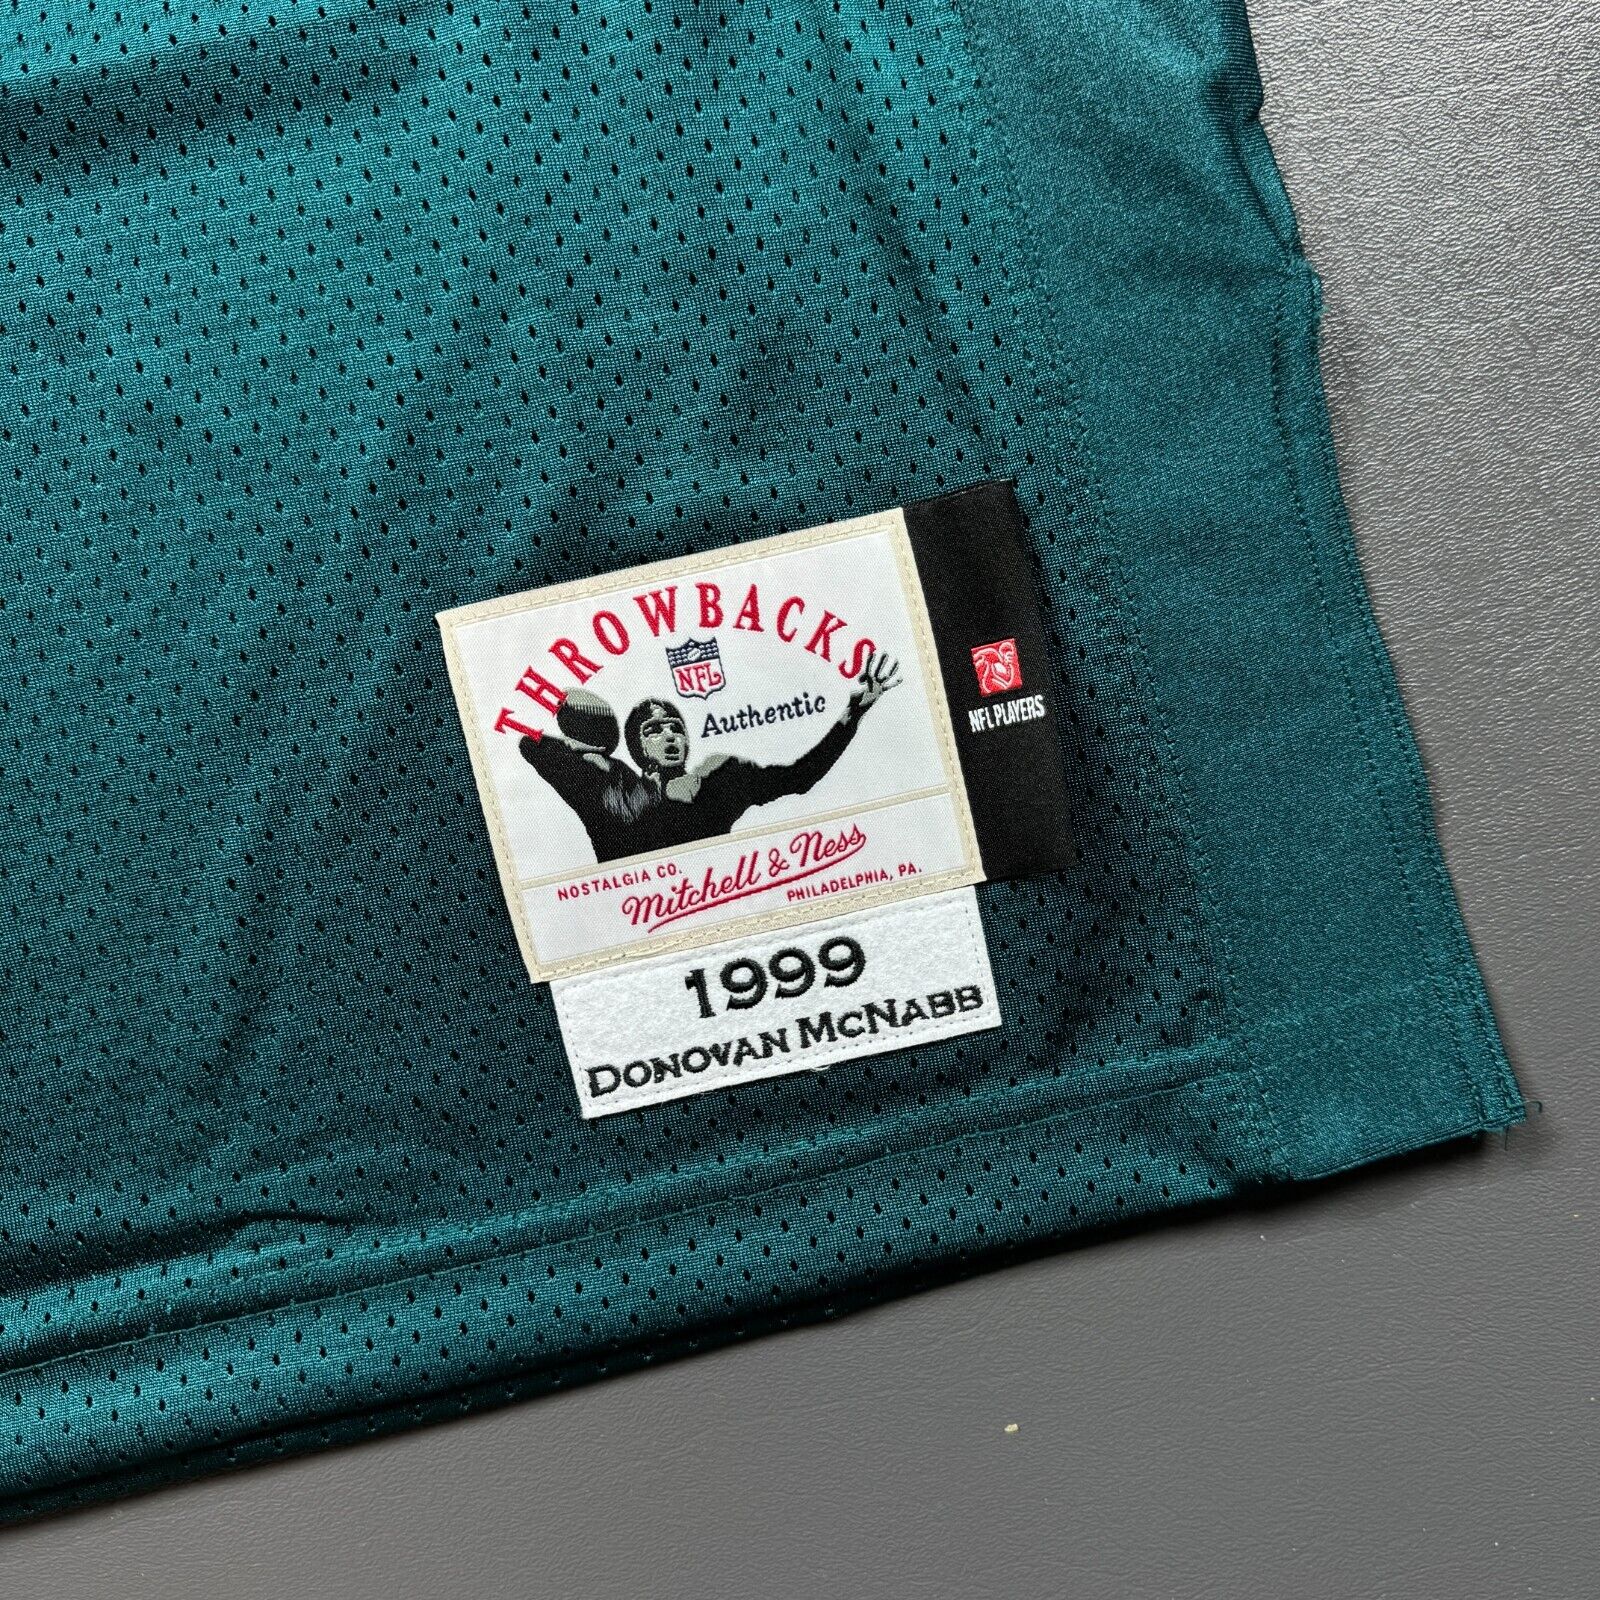 THROWBACKS
NFL
Authentic
NFL PLAYERS
NOSTALGIA CO. Mitchell & Ness PHILADELPHIA, PA.
1999
DONOVAN MCNABB